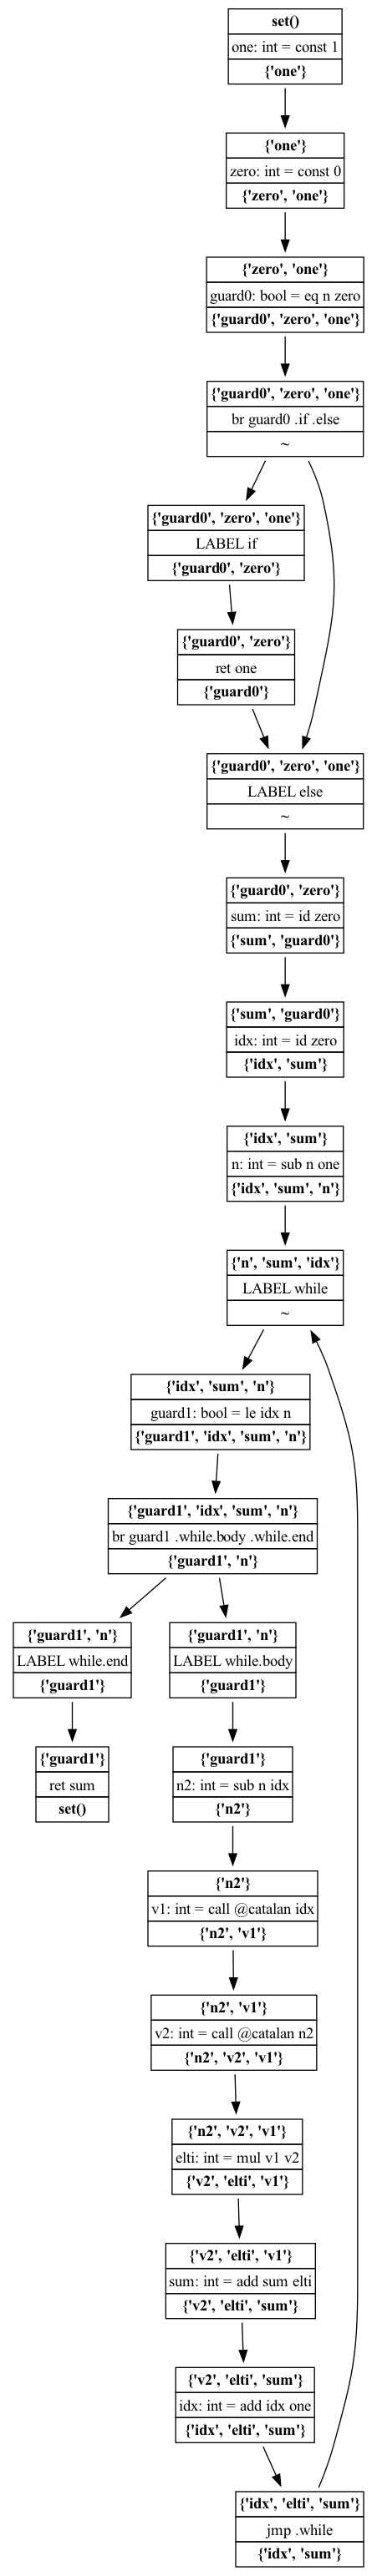 set()
one: int = const 1
{'one'}
{'one'}
zero: int = const 0
{'zero', 'one'}
{'zero', 'one'}
guard0: bool = eq n zero
{'guard0', 'zero', 'one'}
{'guard0', 'zero', 'one'}
br guard0 .if .else
~
{'guard0', 'zero', 'one'}
LABEL if
{'guard0', 'zero'}
{'guard0', 'zero'}
ret one
{'guard0'}
{'guard0', 'zero', 'one'}
LABEL else
~
{'guard0', 'zero'}
sum: int = id zero
{'sum', 'guard0'}
{'sum', 'guard0'}
idx: int = id zero
{'idx', 'sum'}
{'idx', 'sum'}
n: int = sub n one
{'idx', 'sum', 'n'}
{'n', 'sum', 'idx'}
LABEL while
~
{'idx', 'sum', 'n'}
guard1: bool = le idx n
{'guard1', 'idx', 'sum', 'n'}
{'guard1', 'idx', 'sum', 'n'}
br guard1 .while.body .while.end
{'guard1', 'n'}
{'guard1', 'n'}
LABEL while.end
{'guard1'}
{'guard1', 'n'}
LABEL while.body
{'guard1'}
{'guard1'}
ret sum
set()
{'guard1'}
n2: int = sub n idx
{'n2'}
{'n2'}
v1: int = call @catalan idx
{'n2', 'v1'}
{'n2', 'v1'}
v2: int = call @catalan n2
{'n2', 'v2', 'v1'}
{'n2', 'v2', 'v1'}
elti: int = mul v1 v2
{'v2', 'elti', 'v1'}
{'v2', 'elti', 'v1'}
sum: int = add sum elti
{'v2', 'elti', 'sum'}
{'v2', 'elti', 'sum'}
idx: int = add idx one
{'idx', 'elti', 'sum'}
{'idx', 'elti', 'sum'}
jmp .while
{'idx', 'sum'}